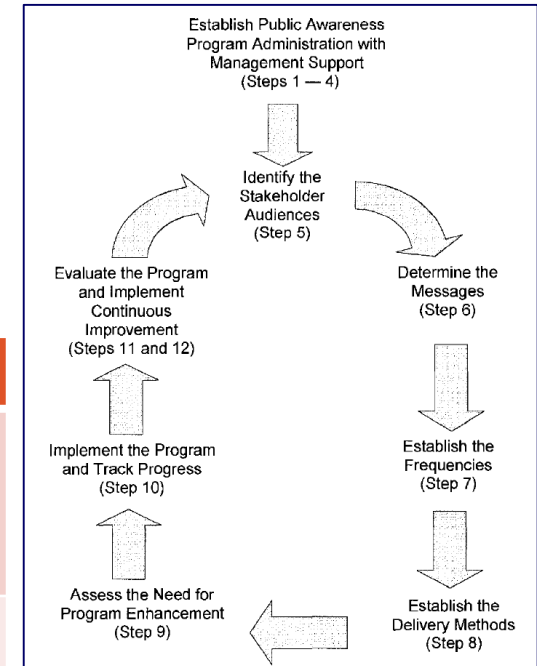 Establish Public Awareness
Program Administration with
Management Support
(Steps 1 — 4)
Identify the
Stakeholder
Audiences
(Step 5)
Determine the
Messages
(Step 6)
Establish the
Frequencies
(Step 7)
Establish the
Delivery Methods
(Step 8)
Assess the Need for
Program Enhancement
(Step 9)
Implement the Program
and Track Progress
(Step 10)
Evaluate the Program
and Implement
Continuous
Improvement
(Steps 11 and 12)